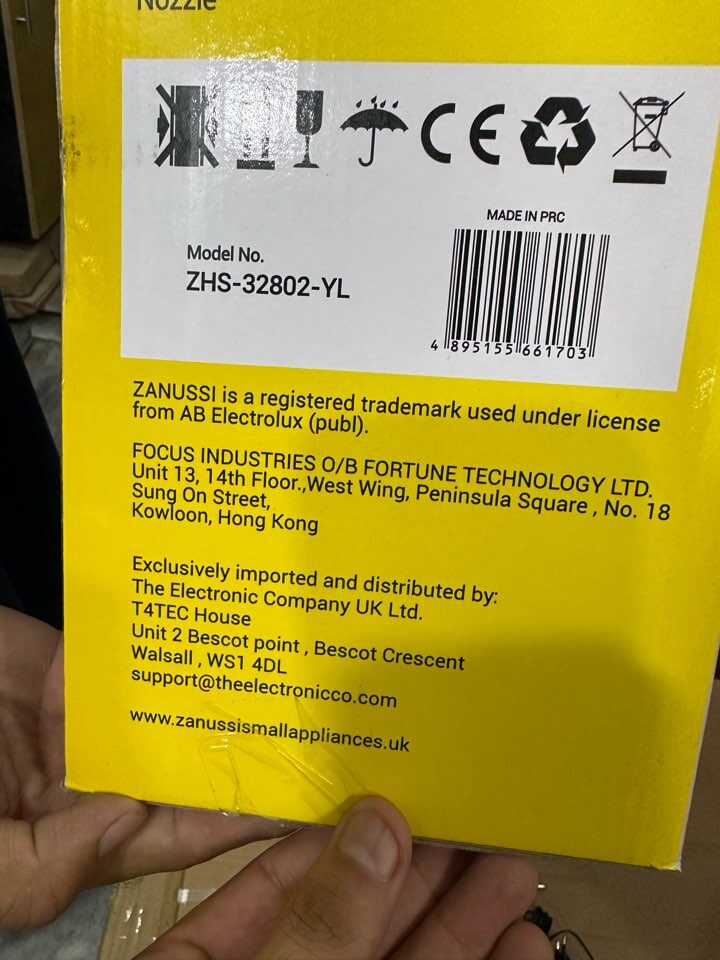 Nozzle
CE
MADE IN PRC
Model No.
ZHS-32802-YL
4 895155 661703
ZANUSSI is a registered trademark used under license
from AB Electrolux (publ).
FOCUS INDUSTRIES O/B FORTUNE TECHNOLOGY LTD.
Unit 13, 14th Floor.,West Wing, Peninsula Square , No. 18
Sung On Street,
Kowloon, Hong Kong
Exclusively imported and distributed by:
The Electronic Company UK Ltd.
T4TEC House
Unit 2 Bescot point , Bescot Crescent
Walsall , WS1 4DL
support@theelectronicco.com
www.zanussismallappliances.uk